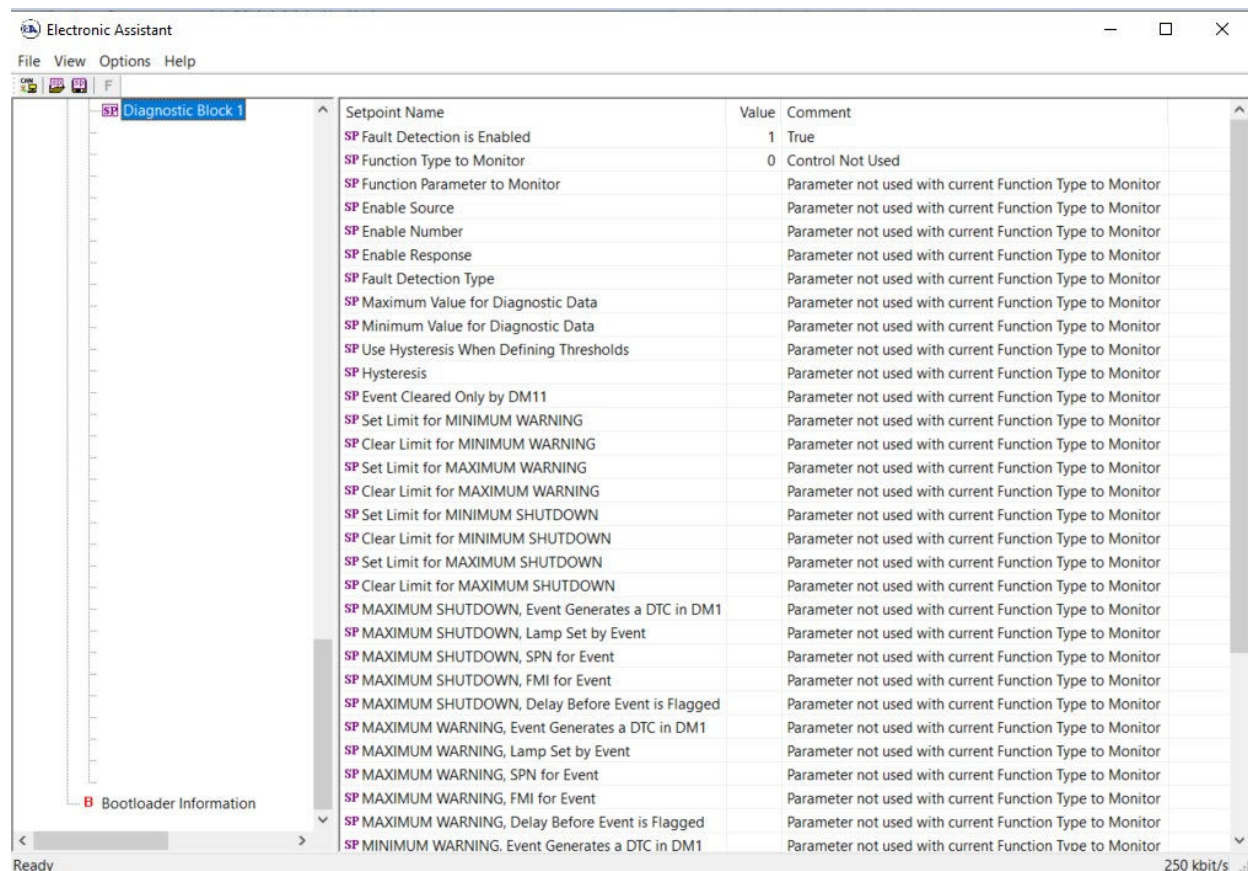 EA Electronic Assistant
File View Options Help
CAN SP SP F
SP Diagnostic Block 1
B Bootloader Information
Setpoint Name Value Comment
SP Fault Detection is Enabled 1 True
SP Function Type to Monitor 0 Control Not Used
SP Function Parameter to Monitor Parameter not used with current Function Type to Monitor
SP Enable Source Parameter not used with current Function Type to Monitor
SP Enable Number Parameter not used with current Function Type to Monitor
SP Enable Response Parameter not used with current Function Type to Monitor
SP Fault Detection Type Parameter not used with current Function Type to Monitor
SP Maximum Value for Diagnostic Data Parameter not used with current Function Type to Monitor
SP Minimum Value for Diagnostic Data Parameter not used with current Function Type to Monitor
SP Use Hysteresis When Defining Thresholds Parameter not used with current Function Type to Monitor
SP Hysteresis Parameter not used with current Function Type to Monitor
SP Event Cleared Only by DM11 Parameter not used with current Function Type to Monitor
SP Set Limit for MINIMUM WARNING Parameter not used with current Function Type to Monitor
SP Clear Limit for MINIMUM WARNING Parameter not used with current Function Type to Monitor
SP Set Limit for MAXIMUM WARNING Parameter not used with current Function Type to Monitor
SP Clear Limit for MAXIMUM WARNING Parameter not used with current Function Type to Monitor
SP Set Limit for MINIMUM SHUTDOWN Parameter not used with current Function Type to Monitor
SP Clear Limit for MINIMUM SHUTDOWN Parameter not used with current Function Type to Monitor
SP Set Limit for MAXIMUM SHUTDOWN Parameter not used with current Function Type to Monitor
SP Clear Limit for MAXIMUM SHUTDOWN Parameter not used with current Function Type to Monitor
SP MAXIMUM SHUTDOWN, Event Generates a DTC in DM1 Parameter not used with current Function Type to Monitor
SP MAXIMUM SHUTDOWN, Lamp Set by Event Parameter not used with current Function Type to Monitor
SP MAXIMUM SHUTDOWN, SPN for Event Parameter not used with current Function Type to Monitor
SP MAXIMUM SHUTDOWN, FMI for Event Parameter not used with current Function Type to Monitor
SP MAXIMUM SHUTDOWN, Delay Before Event is Flagged Parameter not used with current Function Type to Monitor
SP MAXIMUM WARNING, Event Generates a DTC in DM1 Parameter not used with current Function Type to Monitor
SP MAXIMUM WARNING, Lamp Set by Event Parameter not used with current Function Type to Monitor
SP MAXIMUM WARNING, SPN for Event Parameter not used with current Function Type to Monitor
SP MAXIMUM WARNING, FMI for Event Parameter not used with current Function Type to Monitor
SP MAXIMUM WARNING, Delay Before Event is Flagged Parameter not used with current Function Type to Monitor
SP MINIMUM WARNING, Event Generates a DTC in DM1 Parameter not used with current Function Type to Monitor
Ready 250 kbit/s